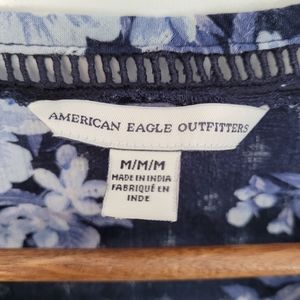 AMERICAN EAGLE OUTFITTERS
M/M/M
MADE IN INDIA
FABRIQUÉ EN
INDE